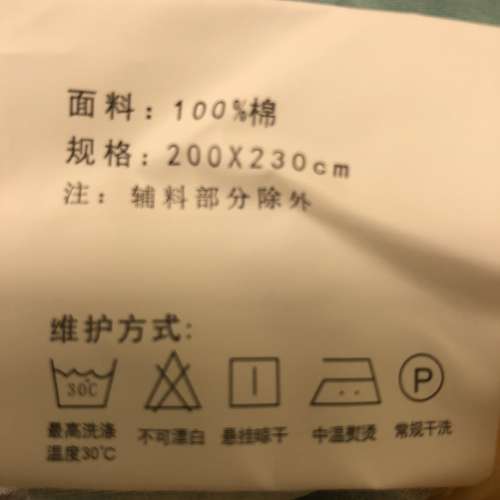 面料：100%棉
规格：200X230cm
注：辅料部分除外
维护方式:
30C P
最高洗涤 不可漂白 悬挂晾干 中温熨烫 常规干洗
温度30℃